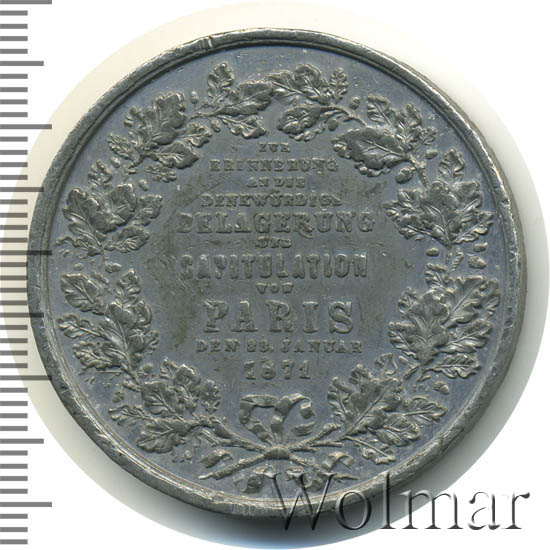 ZUR
ERINNERUNG
AN DIE
DENKWÜRDIGE
BELAGERUNG
UND
CAPITULATION
VON
PARIS
DEN 28. JANUAR
1871
Wolmar